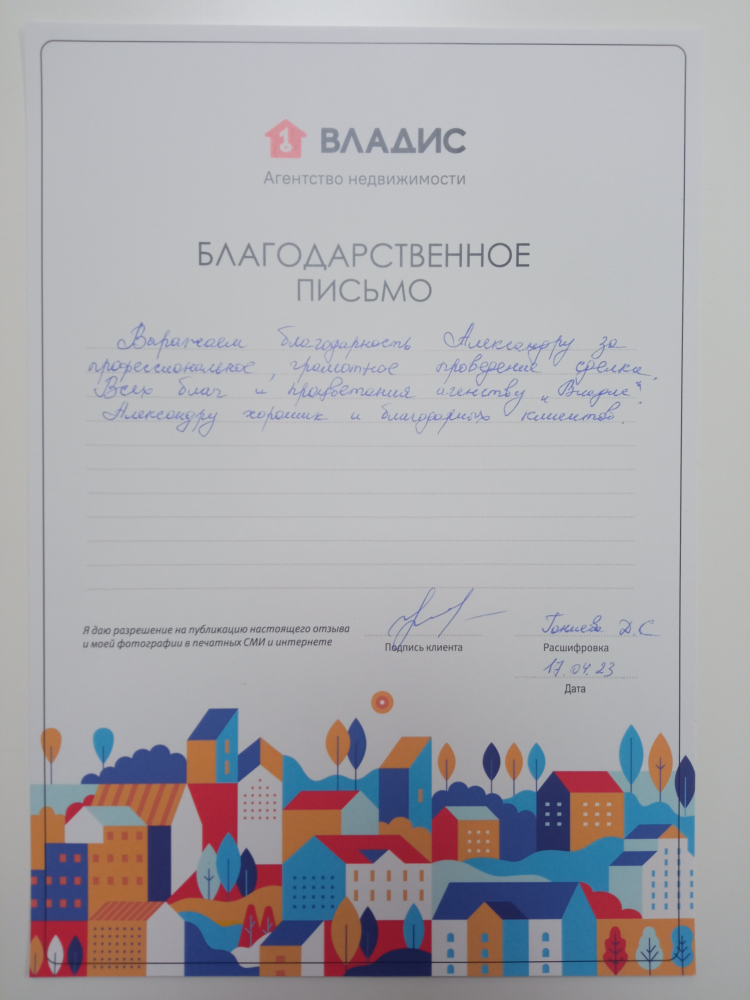 ВЛАДИС
Агентство недвижимости
БЛАГОДАРСТВЕННОЕ
ПИСЬМО
Выражаем благодарность Александру за
профессиональное, грамотное проведение сделки.
Всех благ и процветания агенству „Владис“.
Александру хороших и благодарных клиентов.
Я даю разрешение на публикацию настоящего отзыва
и моей фотографии в печатных СМИ и интернете
Подпись клиента
Д.С
Расшифровка
17.04.23
Дата